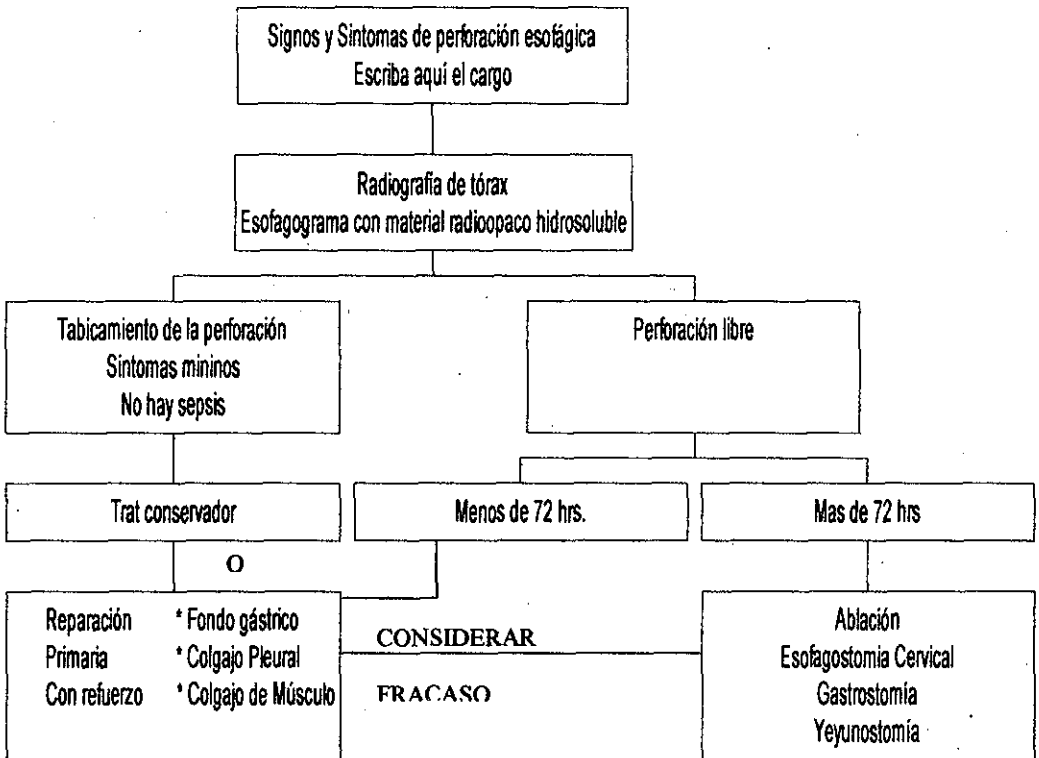 Signos y Sintomas de perforación esofágica
Escriba aquí el cargo
Radiografía de tórax
Esofagograma con material radioopaco hidrosoluble
Tabicamiento de la perforación
Sintomas mininos
No hay sepsis
Perforación libre
Trat conservador
Menos de 72 hrs.
Mas de 72 hrs
O
Reparación * Fondo gástrico
Primaria * Colgajo Pleural
Con refuerzo * Colgajo de Músculo
CONSIDERAR
FRACASO
Ablación
Esofagostomia Cervical
Gastrostomía
Yeyunostomía